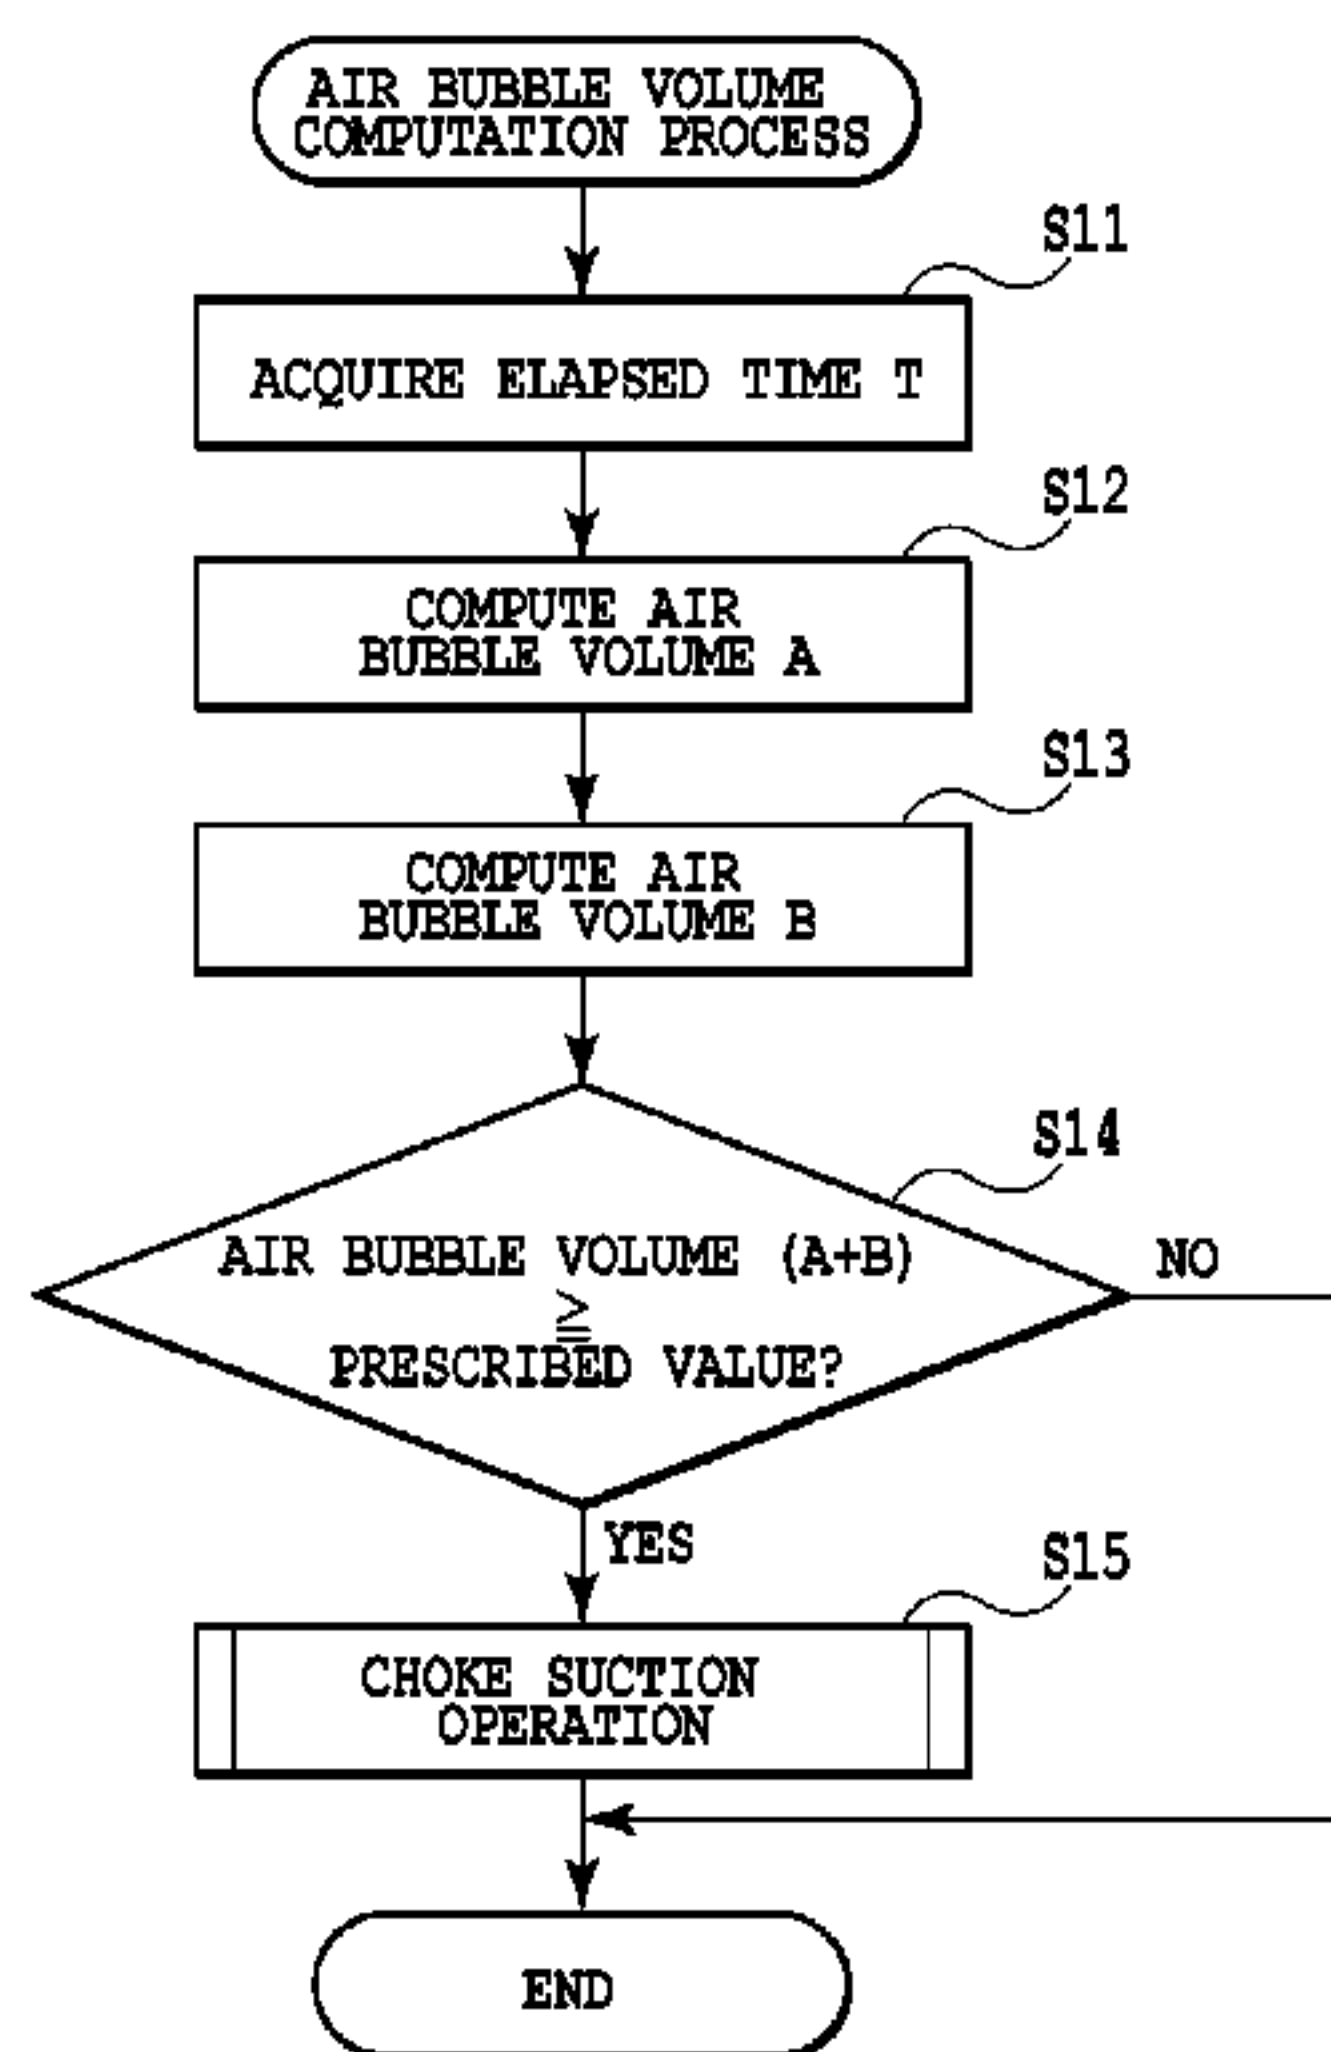 AIR BUBBLE VOLUME
COMPUTATION PROCESS
S11
ACQUIRE ELAPSED TIME T
S12
COMPUTE AIR
BUBBLE VOLUME A
S13
COMPUTE AIR
BUBBLE VOLUME B
S14
AIR BUBBLE VOLUME (A+B)
≧
PRESCRIBED VALUE?
NO
YES
S15
CHOKE SUCTION
OPERATION
END